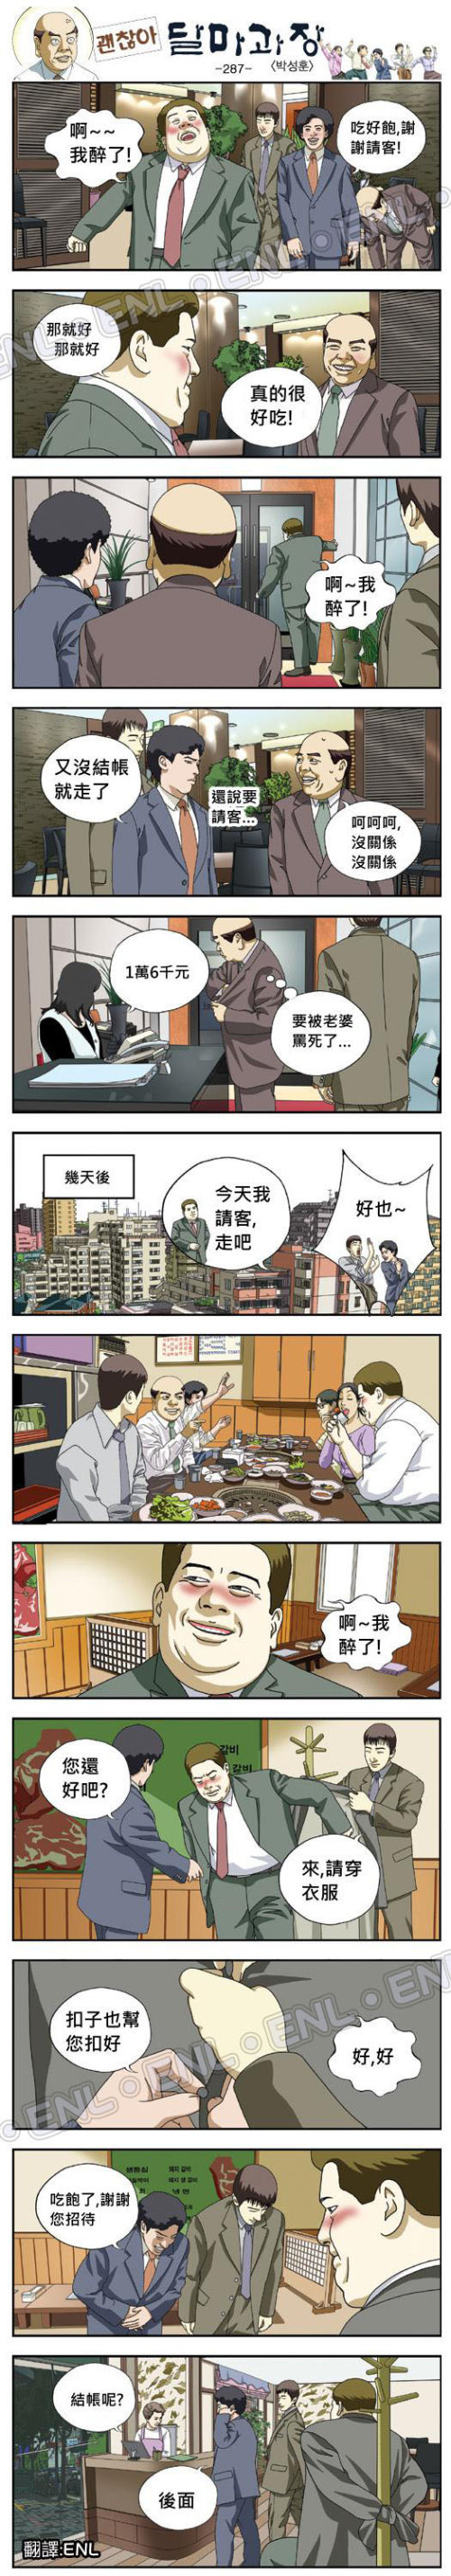 괜찮아
달마과장
-287-
〈박성훈〉
啊~~
我醉了!
吃好飽,謝
謝請客!
那就好
那就好
真的很
好吃!
啊~我
醉了!
又沒結帳
就走了
還說要
請客...
呵呵呵,
沒關係
沒關係
1萬6千元
要被老婆
罵死了...
幾天後
今天我
請客,
走吧
好也~
啊~我
醉了!
您還
好吧?
갈비
갈비
來,請穿
衣服
扣子也幫
您扣好
好,好
吃飽了,謝謝
您招待
결帳呢?
後面
翻譯:ENL
ENL